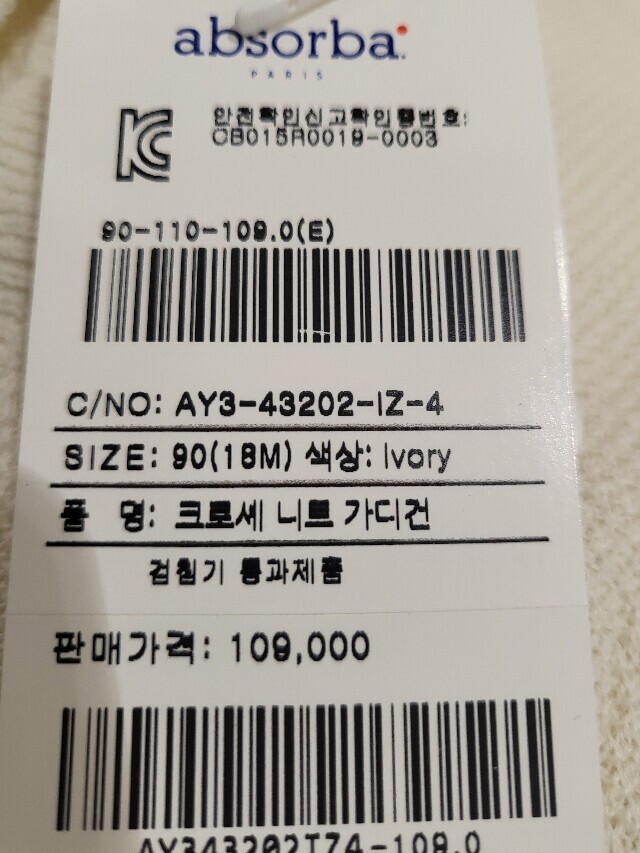 absorba
PARIS
안전확인신고확인증번호:
CB015R0019-0003
90-110-109.0(E)
C/NO: AY3-43202-IZ-4
SIZE: 90(18M) 색상: Ivory
품 명: 크로세 니트 가디건
검침기 통과제품
판매가격: 109,000